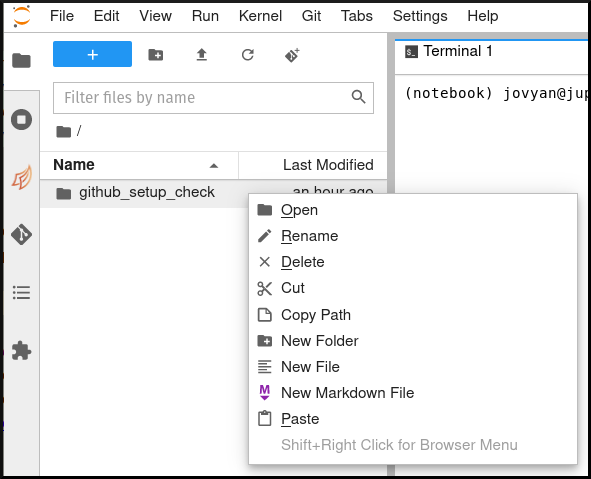 File Edit View Run Kernel Git Tabs Settings Help
+
Filter files by name
Terminal 1
(notebook) jovyan@jup
/
Name Last Modified
github_setup_check an hour ago
Open
Rename
Delete
Cut
Copy Path
New Folder
New File
M New Markdown File
Paste
Shift+Right Click for Browser Menu